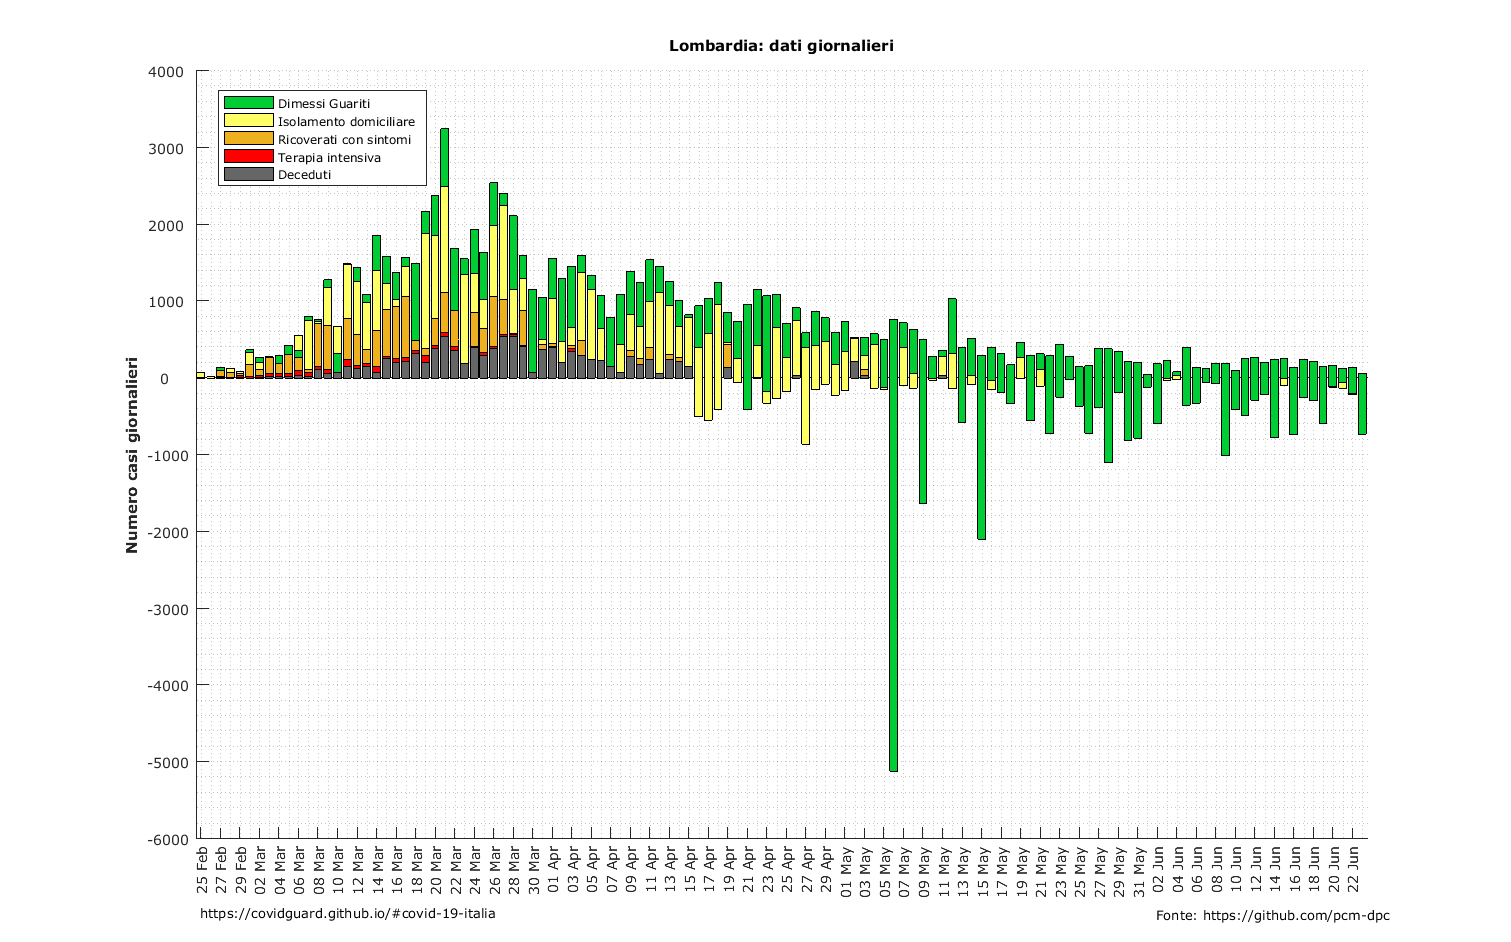 Lombardia: dati giornalieri
4000
3000
2000
1000
0
-1000
-2000
-3000
-4000
-5000
-6000
Numero casi giornalieri
Dimessi Guariti
Isolamento domiciliare
Ricoverati con sintomi
Terapia intensiva
Deceduti
25 Feb
27 Feb
29 Feb
02 Mar
04 Mar
06 Mar
08 Mar
10 Mar
12 Mar
14 Mar
16 Mar
18 Mar
20 Mar
22 Mar
24 Mar
26 Mar
28 Mar
30 Mar
01 Apr
03 Apr
05 Apr
07 Apr
09 Apr
11 Apr
13 Apr
15 Apr
17 Apr
19 Apr
21 Apr
23 Apr
25 Apr
27 Apr
29 Apr
01 May
03 May
05 May
07 May
09 May
11 May
13 May
15 May
17 May
19 May
21 May
23 May
25 May
27 May
29 May
31 May
02 Jun
04 Jun
06 Jun
08 Jun
10 Jun
12 Jun
14 Jun
16 Jun
18 Jun
20 Jun
22 Jun
https://covidguard.github.io/#covid-19-italia
Fonte: https://github.com/pcm-dpc